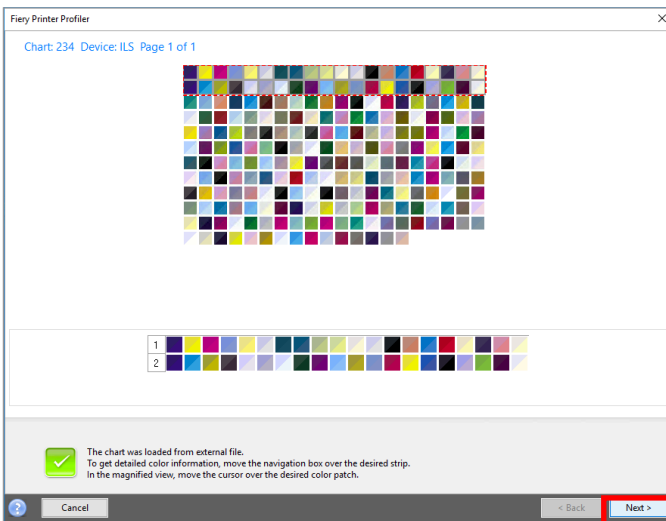 Fiery Printer Profiler
Chart: 234 Device: ILS Page 1 of 1
1
2
The chart was loaded from external file.
To get detailed color information, move the navigation box over the desired strip.
In the magnified view, move the cursor over the desired color patch.
? Cancel < Back Next >